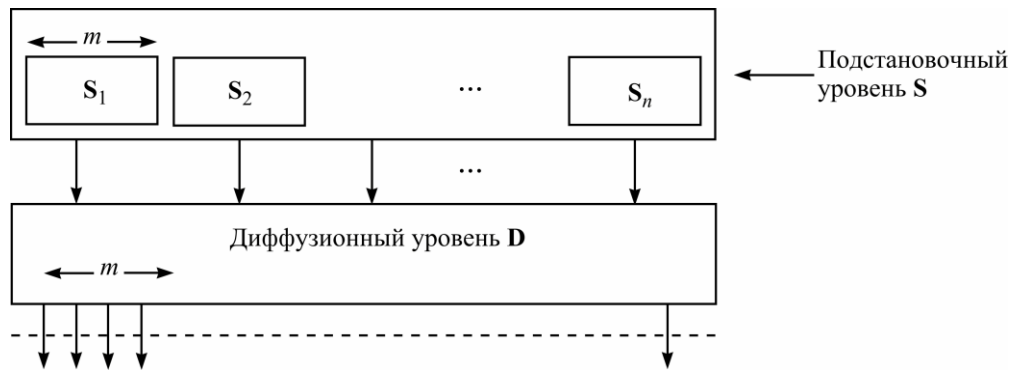 m
S1 S2 ... Sn
Подстановочный
уровень S
...
Диффузионный уровень D
m